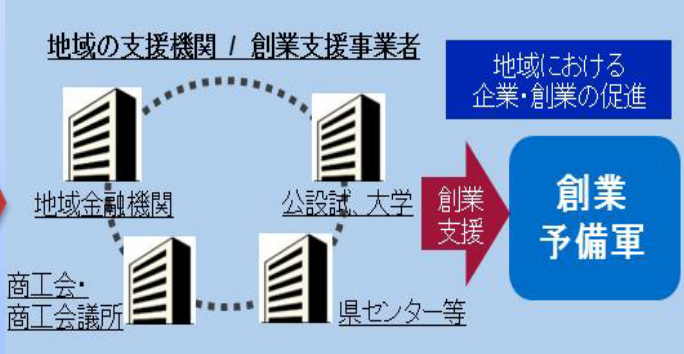 地域の支援機関 / 創業支援事業者
地域における
企業・創業の促進
地域金融機関
公設試、大学
創業
支援
創業
予備軍
商工会・
商工会議所
県センター等